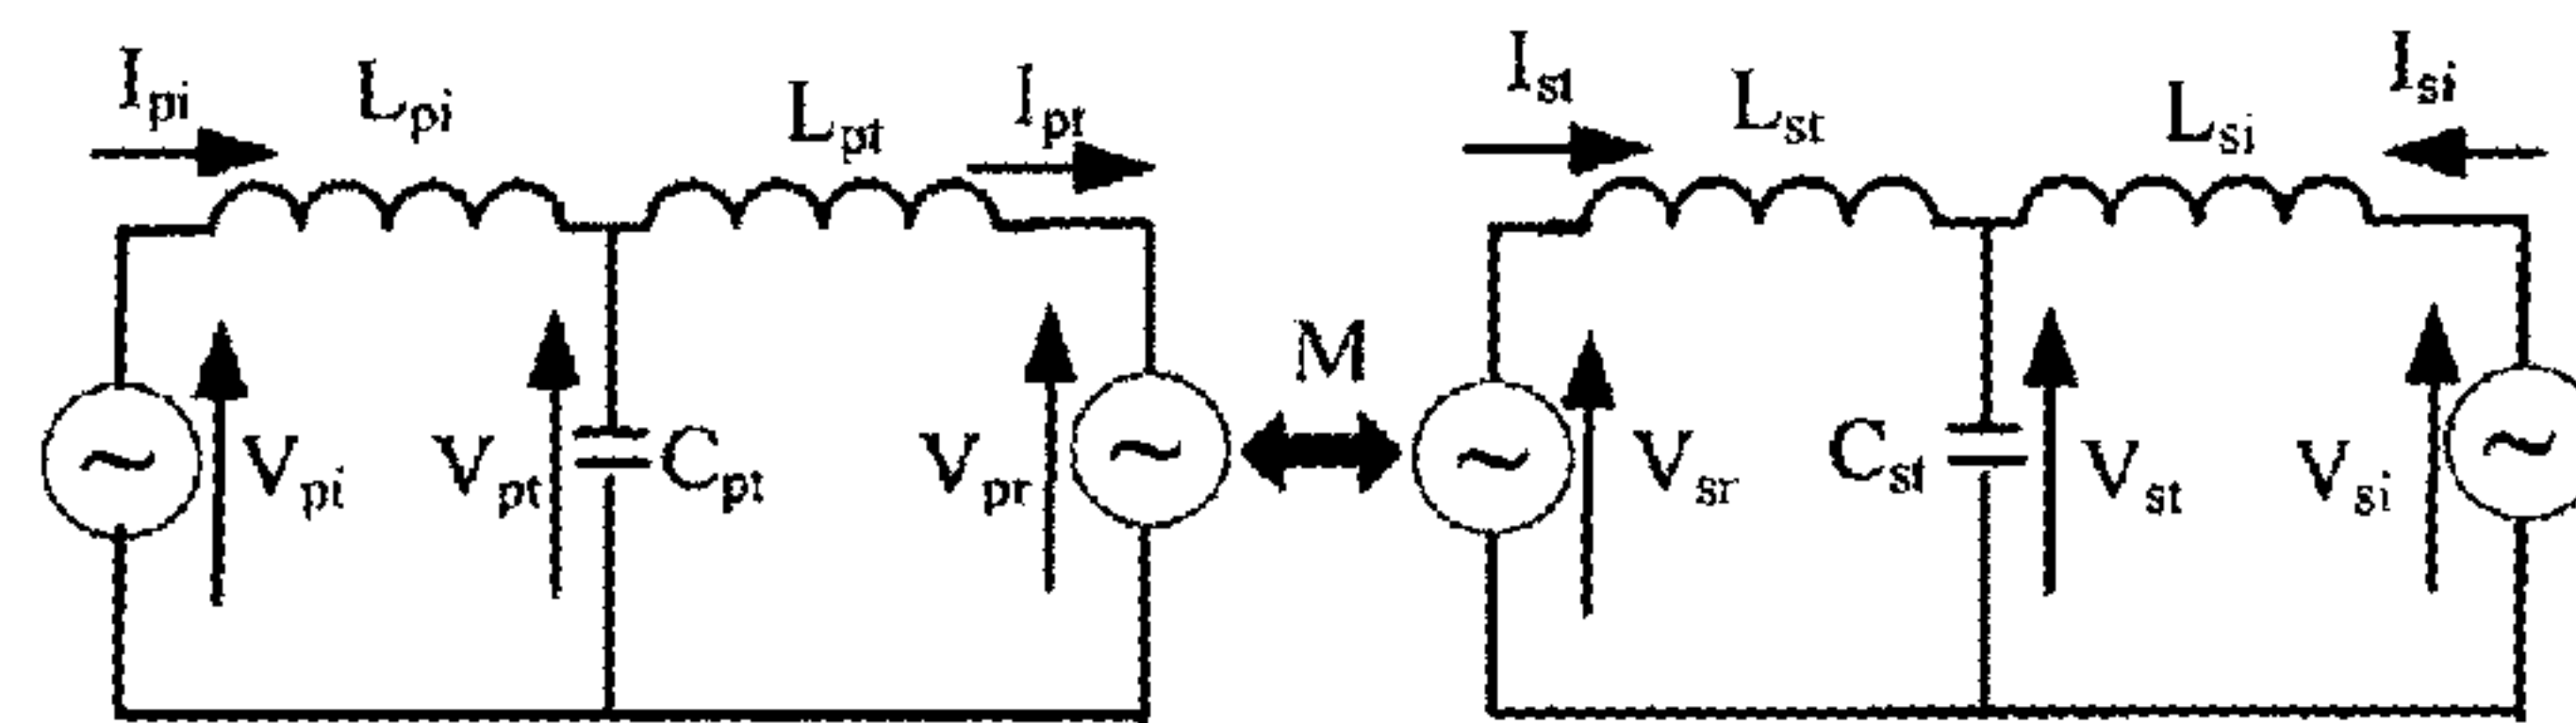 I_pi L_pi L_pt I_pt I_st L_st L_si I_si
V_pi V_pt C_pt V_pr M V_sr C_st V_st V_si